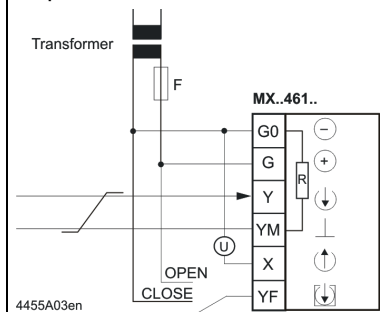 Transformer
F
MX..461..
G0
G
R
Y
YM
U
X
OPEN
CLOSE
YF
4455A03en